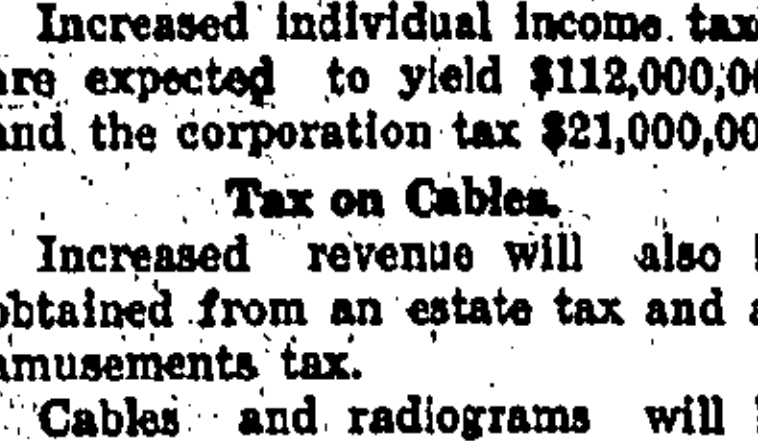 Increased individual income tax
are expected to yield $112,000,00
and the corporation tax $21,000,00
Tax on Cables.
Increased revenue will also
obtained from an estate tax and a
amusements tax.
Cables and radiograms will